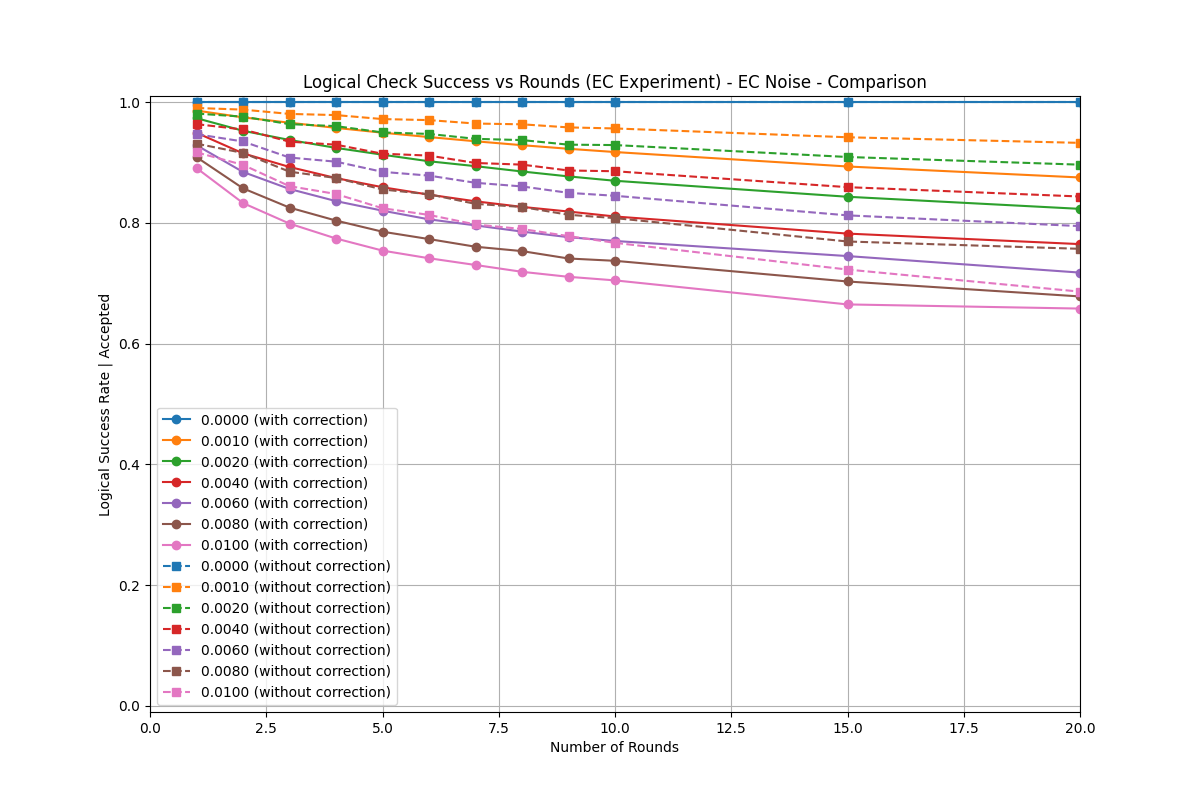 Logical Check Success vs Rounds (EC Experiment) - EC Noise - Comparison
1.0
0.8
0.6
0.4
0.2
0.0
Logical Success Rate | Accepted
0.0000 (with correction)
0.0010 (with correction)
0.0020 (with correction)
0.0040 (with correction)
0.0060 (with correction)
0.0080 (with correction)
0.0100 (with correction)
0.0000 (without correction)
0.0010 (without correction)
0.0020 (without correction)
0.0040 (without correction)
0.0060 (without correction)
0.0080 (without correction)
0.0100 (without correction)
0.0 2.5 5.0 7.5 10.0 12.5 15.0 17.5 20.0
Number of Rounds